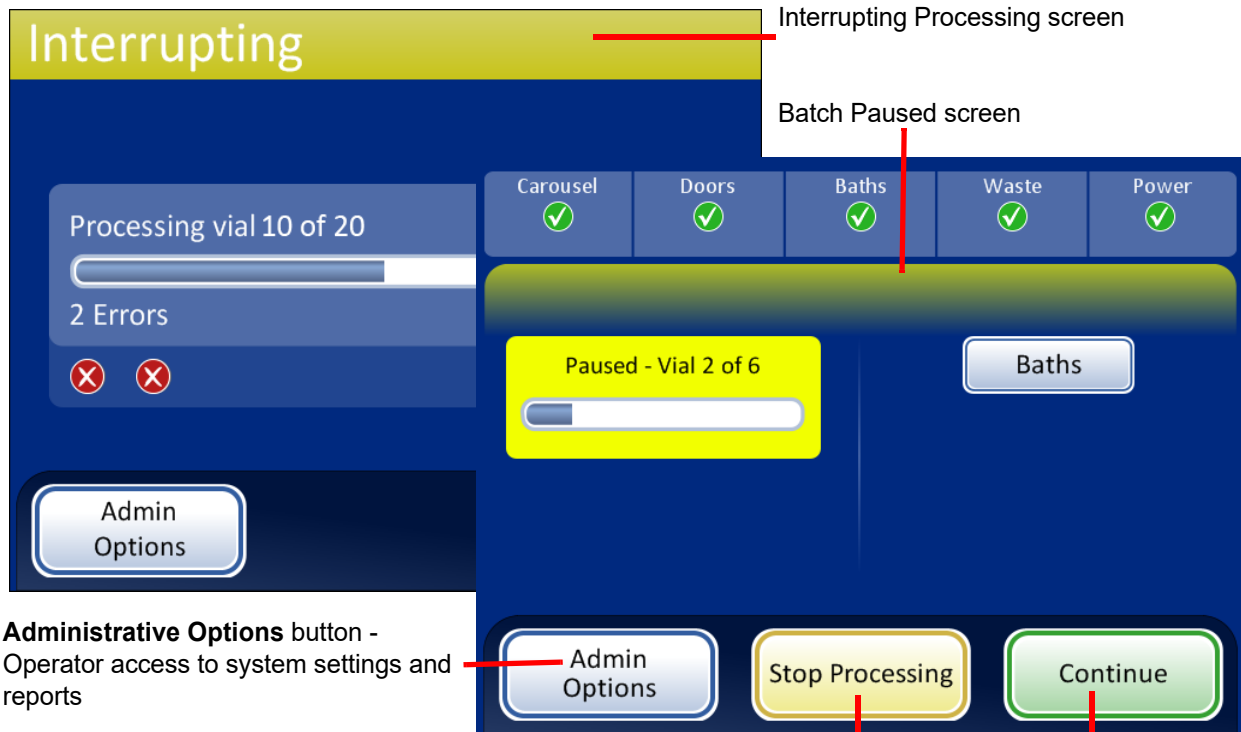 Interrupting
Interrupting Processing screen
Batch Paused screen
Processing vial 10 of 20
2 Errors
Admin
Options
Carousel
Doors
Baths
Waste
Power
Paused - Vial 2 of 6
Baths
Administrative Options button -
Operator access to system settings and
reports
Admin
Options
Stop Processing
Continue